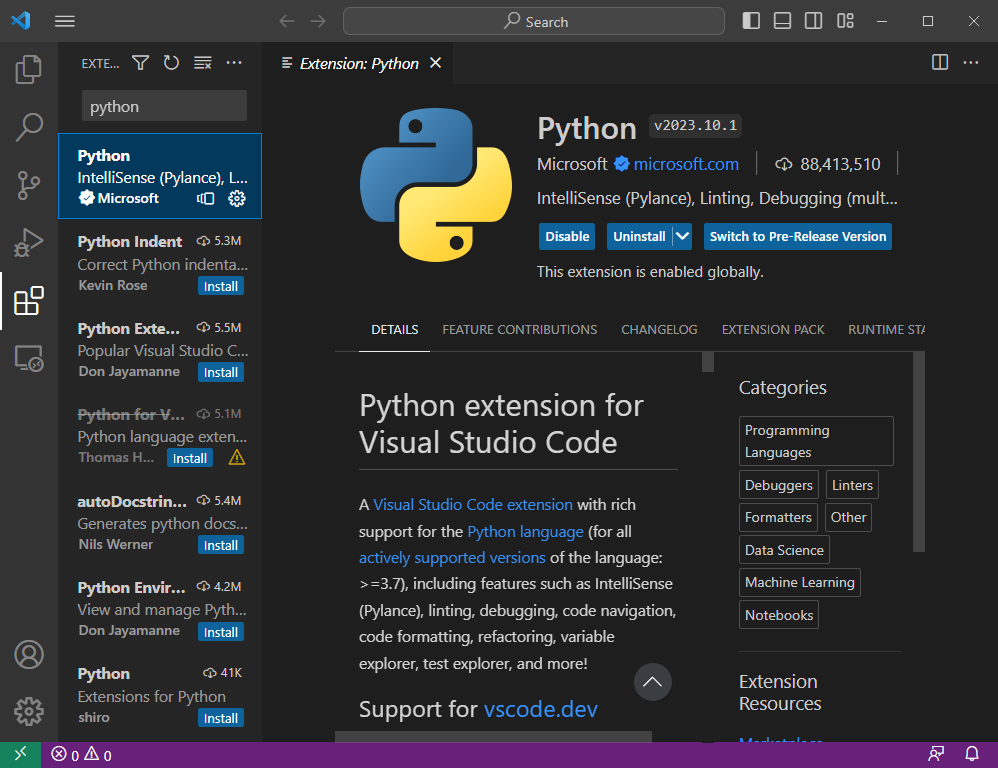 Search
EXTE...
Extension: Python
python
Python
IntelliSense (Pylance), L...
Microsoft
Python Indent 5.3M
Correct Python indenta...
Kevin Rose Install
Python Exte... 5.5M
Popular Visual Studio C...
Don Jayamanne Install
Python for V... 5.1M
Python language exten...
Thomas H... Install
autoDocstrin... 5.4M
Generates python docs...
Nils Werner Install
Python Envir... 4.2M
View and manage Pyth...
Don Jayamanne Install
Python 41K
Extensions for Python
shiro Install
Python v2023.10.1
Microsoft microsoft.com 88,413,510
IntelliSense (Pylance), Linting, Debugging (mult...
Disable Uninstall Switch to Pre-Release Version
This extension is enabled globally.
DETAILS FEATURE CONTRIBUTIONS CHANGELOG EXTENSION PACK RUNTIME STA
Python extension for
Visual Studio Code
A Visual Studio Code extension with rich
support for the Python language (for all
actively supported versions of the language:
>=3.7), including features such as IntelliSense
(Pylance), linting, debugging, code navigation,
code formatting, refactoring, variable
explorer, test explorer, and more!
Support for vscode.dev
Categories
Programming
Languages
Debuggers Linters
Formatters Other
Data Science
Machine Learning
Notebooks
Extension
Resources
Marketplace
0 0